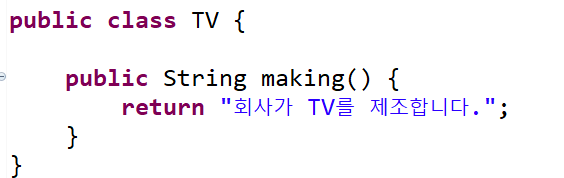 public class TV {
public String making() {
return "회사가 TV를 제조합니다.";
}
}